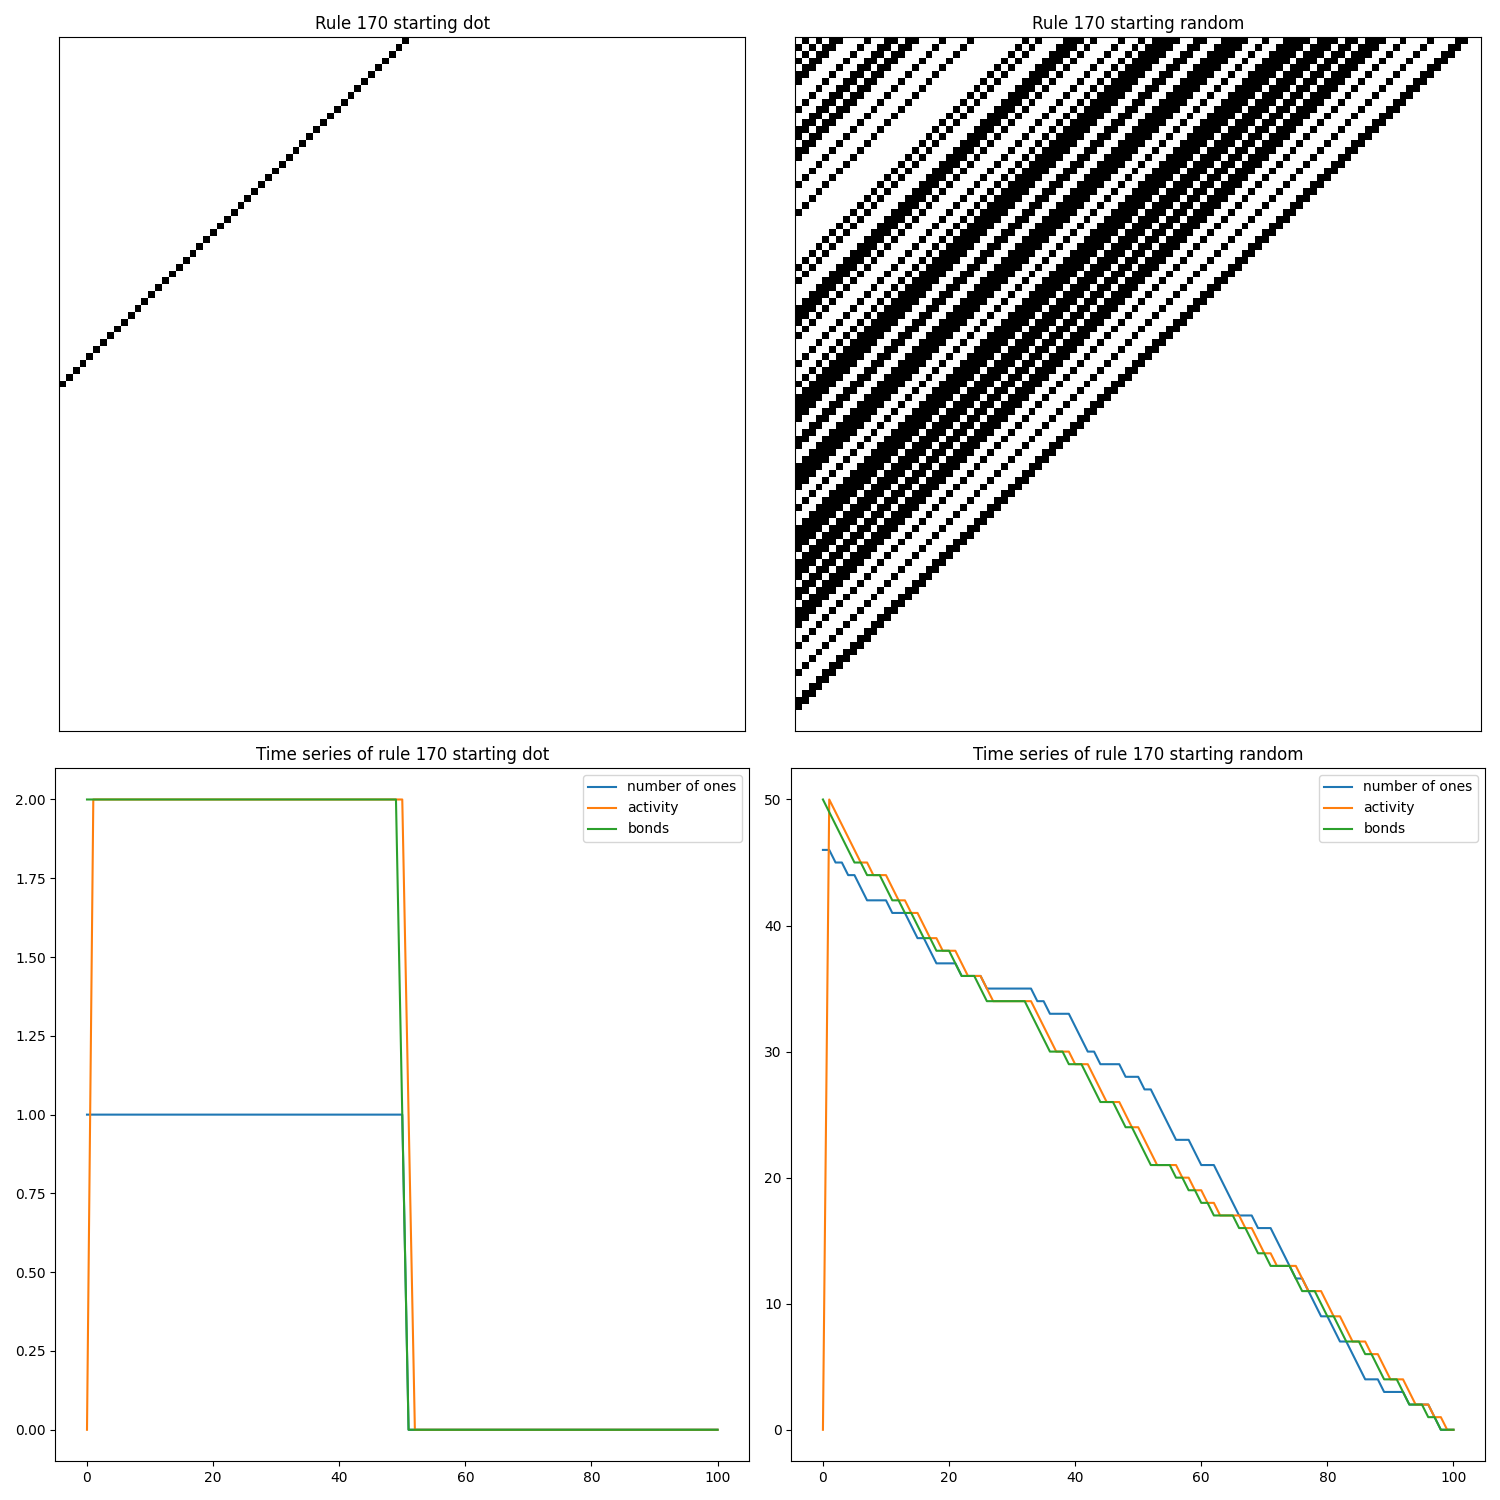 Rule 170 starting dot
Rule 170 starting random
Time series of rule 170 starting dot
number of ones
activity
bonds
2.00
1.75
1.50
1.25
1.00
0.75
0.50
0.25
0.00
0 20 40 60 80 100
Time series of rule 170 starting random
number of ones
activity
bonds
50
40
30
20
10
0
0 20 40 60 80 100